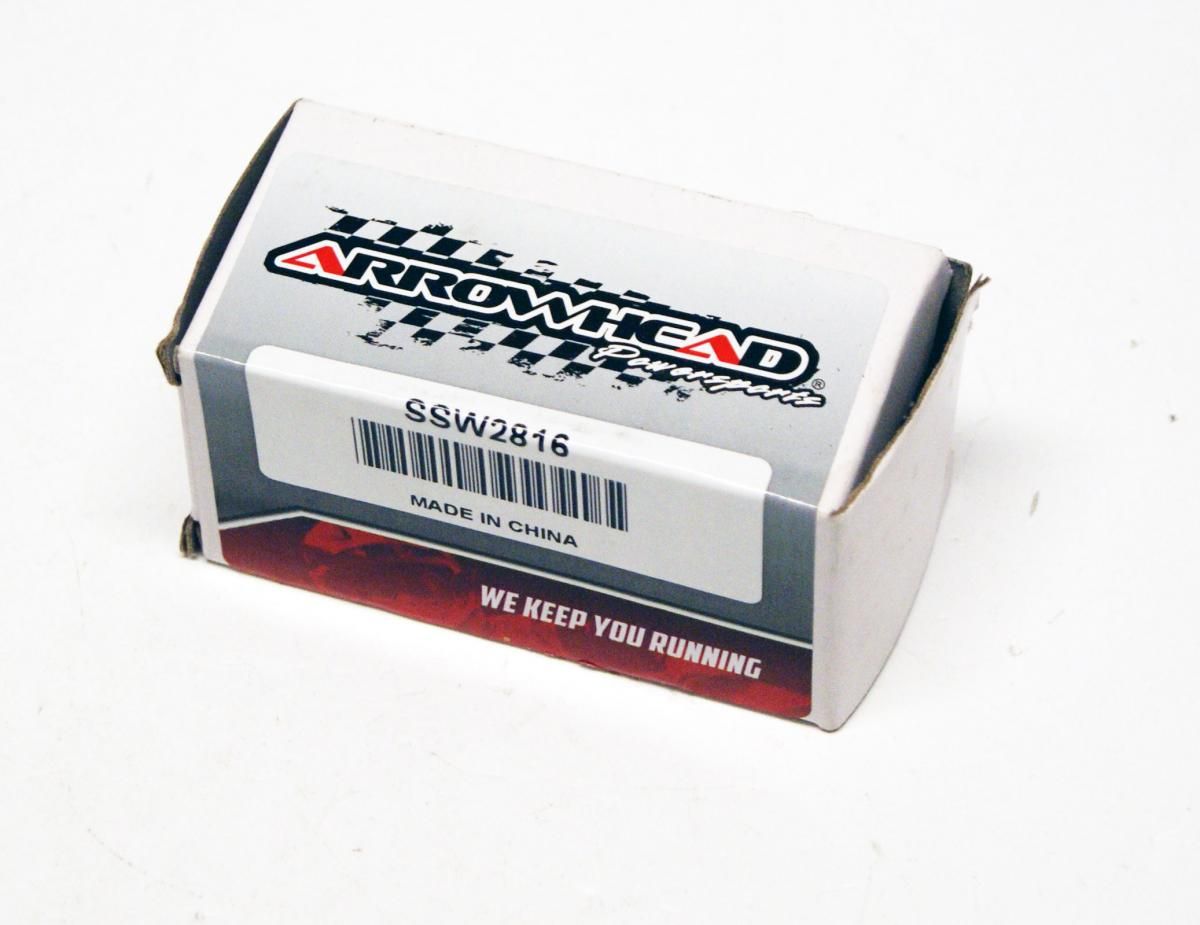 ARROWHEAD
Powersports®
SSW2816
MADE IN CHINA
WE KEEP YOU RUNNING